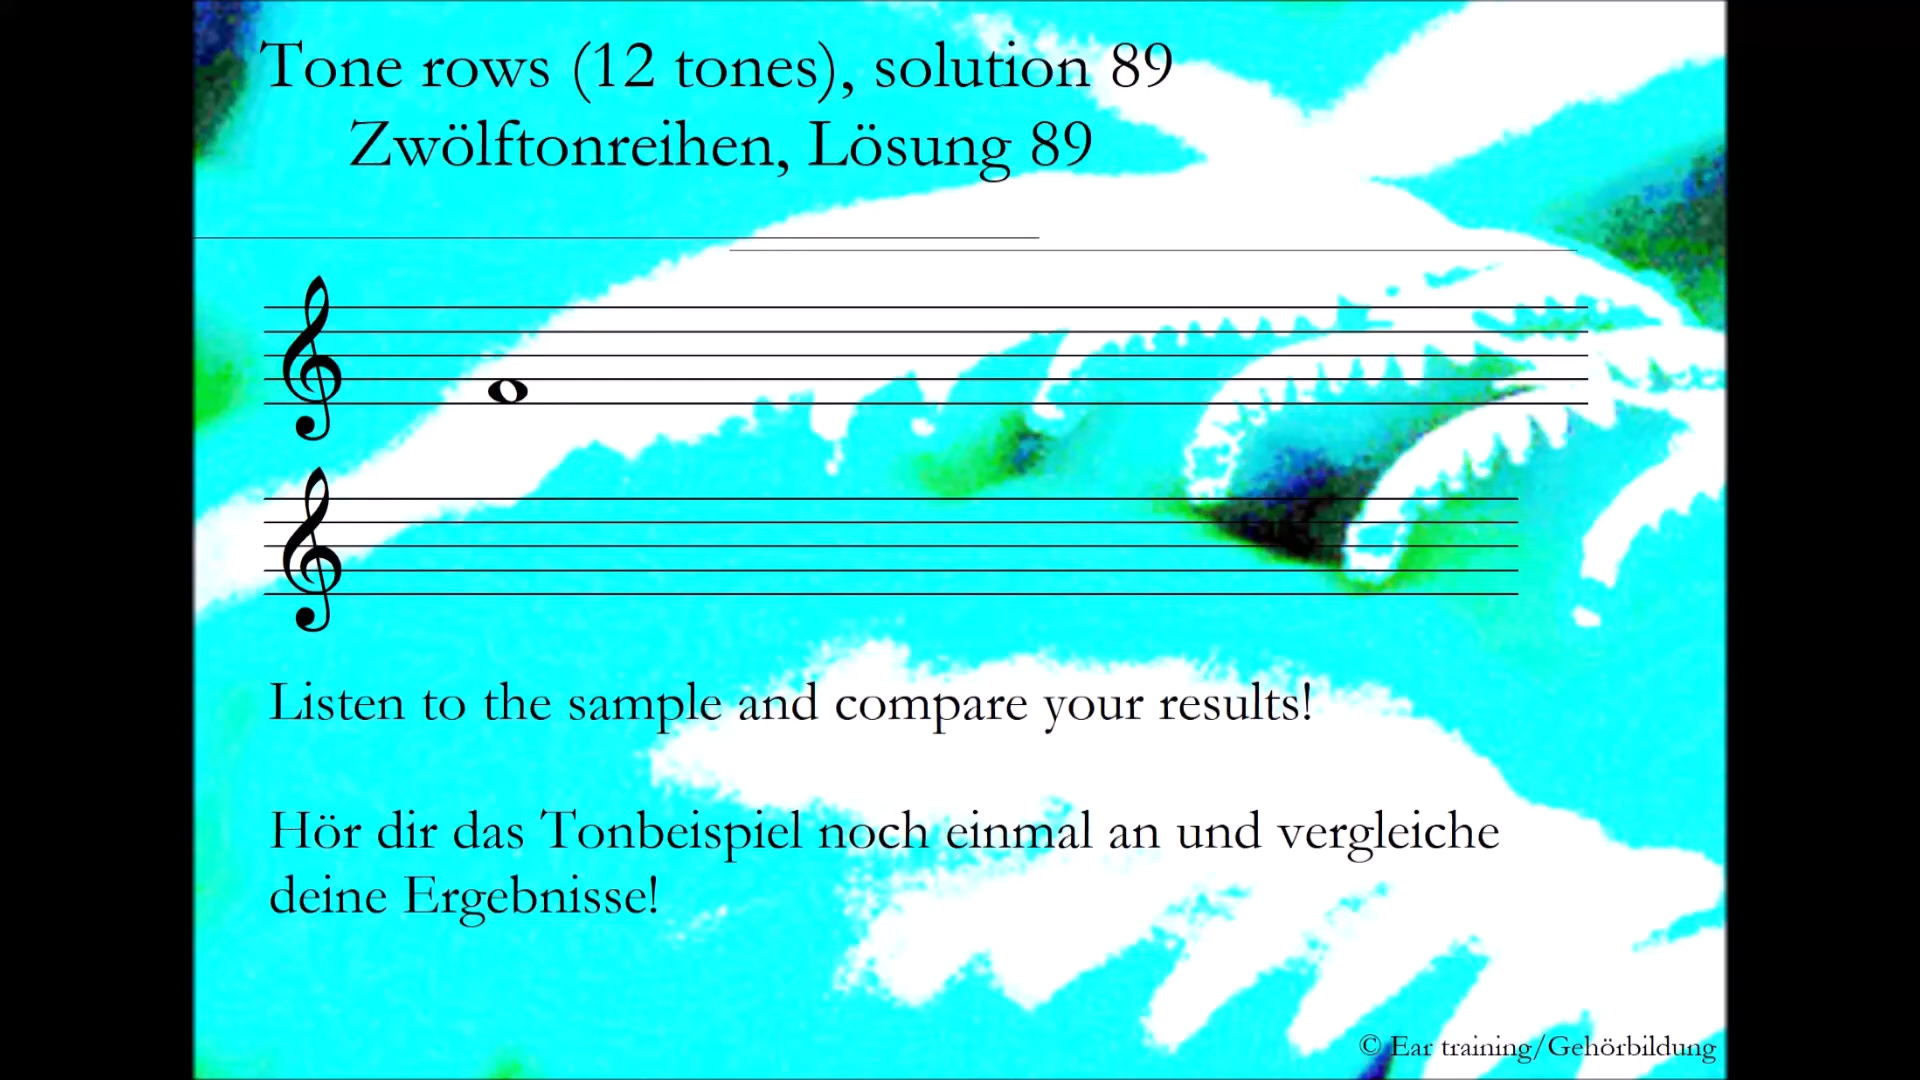 Tone rows (12 tones), solution 89
Zwölftonreihen, Lösung 89
Listen to the sample and compare your results!
Hör dir das Tonbeispiel noch einmal an und vergleiche
deine Ergebnisse!
© Ear training/Gehörbildung